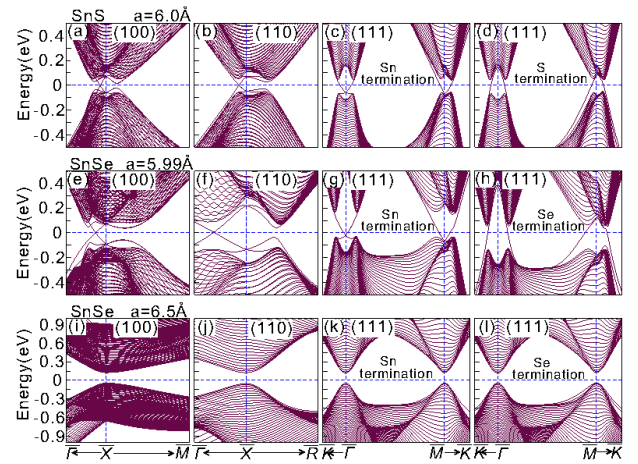 SnS a=6.0Å
(a) (100) (b) (110) (c) (111) (d) (111)
Energy(eV)
0.4
0.2
0
-0.2
-0.4
Sn
termination
S
termination
SnSe a=5.99Å
(e) (100) (f) (110) (g) (111) (h) (111)
Energy(eV)
0.4
0.2
0
-0.2
-0.4
Sn
termination
Se
termination
SnSe a=6.5Å
(i) (100) (j) (110) (k) (111) (l) (111)
Energy(eV)
0.9
0.6
0.3
0
-0.3
-0.6
-0.9
Sn
termination
Se
termination
Γ̅ X̅ M̅ Γ̅ X̅ R̅ K̅ Γ̅ M̅ K̅ K̅ Γ̅ M̅ K̅